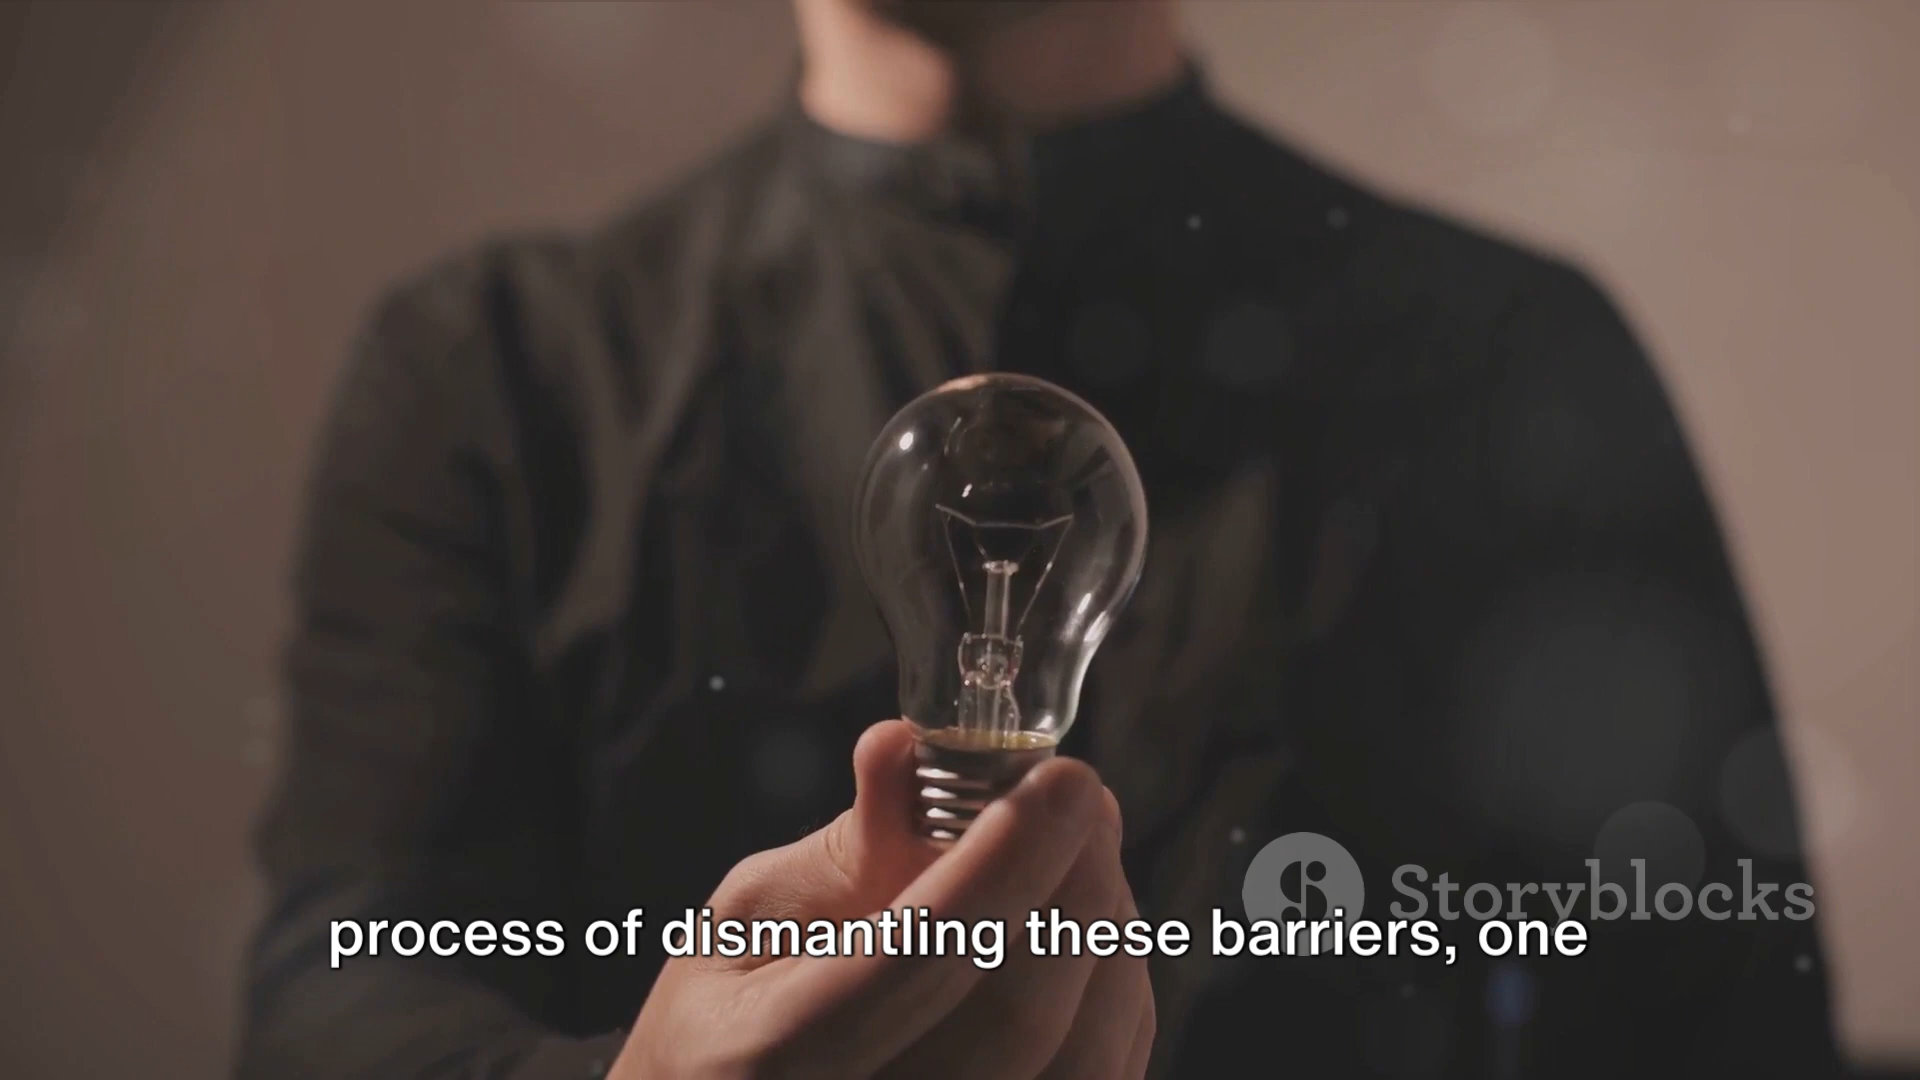 Storyblocks
process of dismantling these barriers, one